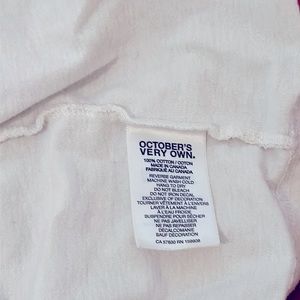 OCTOBER'S
VERY OWN.
100% COTTON / COTON
MADE IN CANADA
FABRIQUÉ AU CANADA
REVERSE GARMENT
MACHINE WASH COLD
HANG TO DRY
DO NOT BLEACH
DO NOT IRON DECAL
EXCLUSIVE OF DECORATION
TOURNER VÊTEMENT À L'ENVERS
LAVER À LA MACHINE
À L'EAU FROIDE,
SUSPENDRE POUR SÉCHER
NE PAS JAVELLISER
NE PAS REPASSER
DÉCALCOMANIE
SAUF DÉCORATION
CA 57630 RN